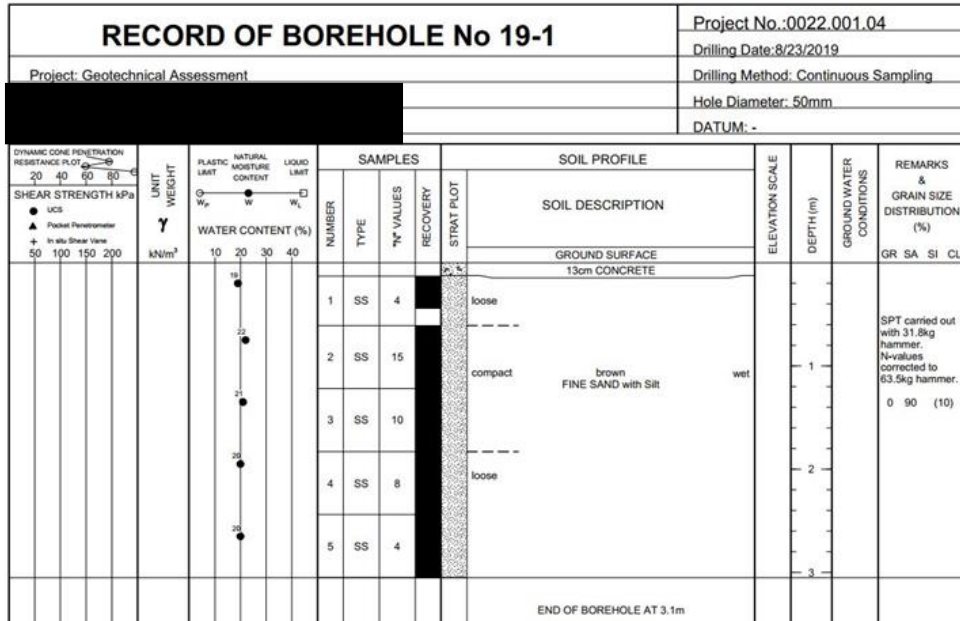 RECORD OF BOREHOLE No 19-1
Project: Geotechnical Assessment
Project No.:0022.001.04
Drilling Date:8/23/2019
Drilling Method: Continuous Sampling
Hole Diameter: 50mm
DATUM: -
DYNAMIC CONE PENETRATION
RESISTANCE PLOT
20 40 60 80
SHEAR STRENGTH kPa
UCS
Pocket Penetrometer
In situ Shear Vane
50 100 150 200
UNIT
WEIGHT
γ
kN/m³
PLASTIC LIMIT
NATURAL MOISTURE CONTENT
LIQUID LIMIT
WP W WL
WATER CONTENT (%)
10 20 30 40
SAMPLES
NUMBER
TYPE
"N" VALUES
RECOVERY
SOIL PROFILE
STRAT PLOT
SOIL DESCRIPTION
GROUND SURFACE
ELEVATION SCALE
DEPTH (m)
GROUND WATER
CONDITIONS
REMARKS
&
GRAIN SIZE
DISTRIBUTION
(%)
GR SA SI CL
13cm CONCRETE
19
1 SS 4
loose
22
2 SS 15
compact
brown
FINE SAND with Silt
wet
1
SPT carried out
with 31.8kg
hammer.
N-values
corrected to
63.5kg hammer.
0 90 (10)
21
3 SS 10
20
4 SS 8
loose
2
20
5 SS 4
3
END OF BOREHOLE AT 3.1m